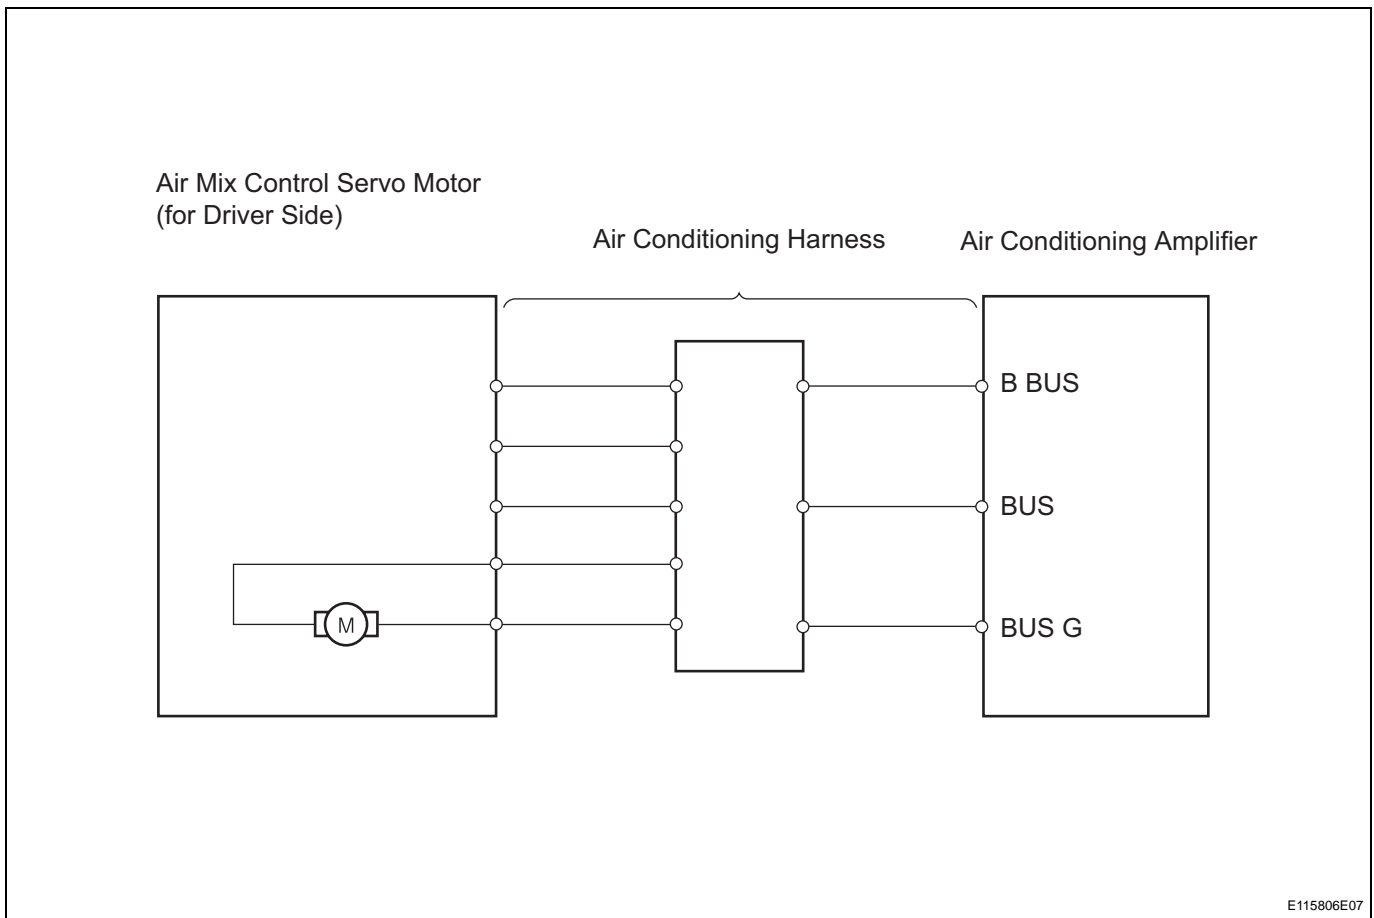 Air Mix Control Servo Motor
(for Driver Side)
Air Conditioning Harness
Air Conditioning Amplifier
B BUS
BUS
M
BUS G
E115806E07